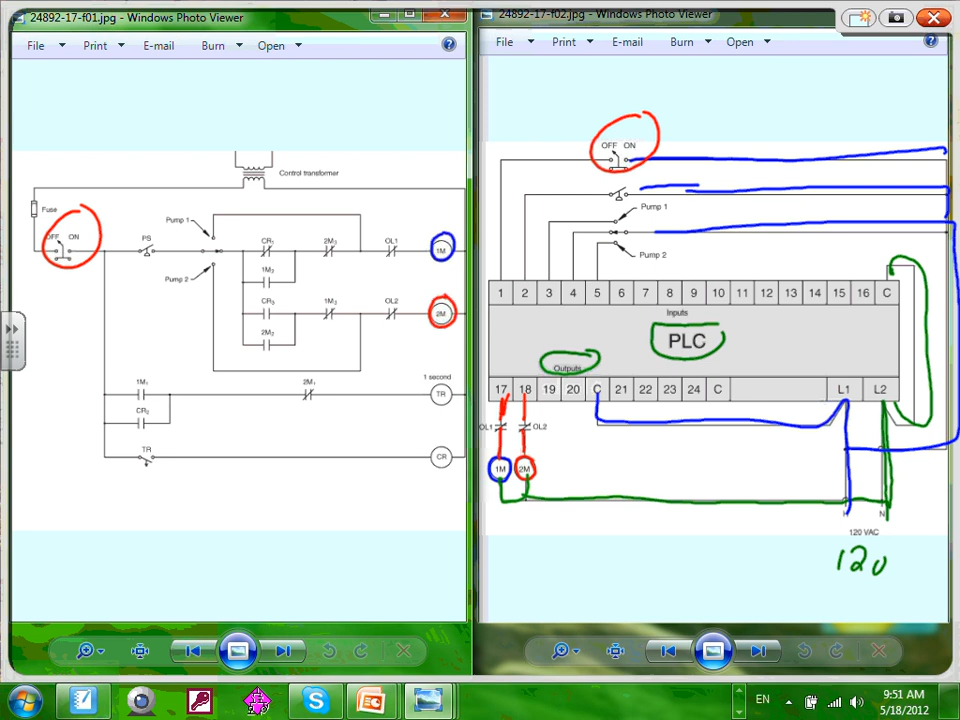 24892-17-f01.jpg - Windows Photo Viewer
File Print E-mail Burn Open
Control transformer
Fuse
OFF ON
PS
Pump 1
Pump 2
CR₁ 2M₃ OL1 1M
1M₂
CR₃ 1M₃ OL2 2M
2M₂
1 second
1M₁ 2M₁ TR
CR₂
TR CR
24892-17-f02.jpg - Windows Photo Viewer
File Print E-mail Burn Open
OFF ON
Pump 1
Pump 2
1 2 3 4 5 6 7 8 9 10 11 12 13 14 15 16 C
Inputs
PLC
Outputs
17 18 19 20 C 21 22 23 24 C L1 L2
OL1 OL2
1M 2M
H N
120 VAC
120
EN 9:51 AM
5/18/2012